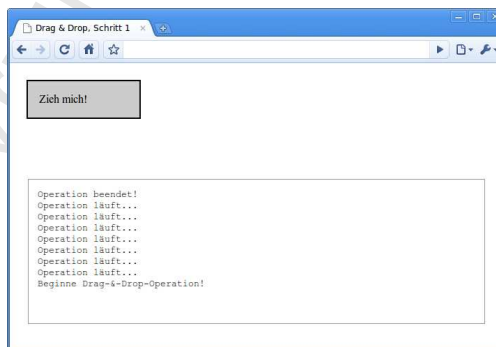 Drag & Drop, Schritt 1
Zieh mich!
Operation beendet!
Operation läuft...
Operation läuft...
Operation läuft...
Operation läuft...
Operation läuft...
Operation läuft...
Operation läuft...
Beginne Drag-&-Drop-Operation!